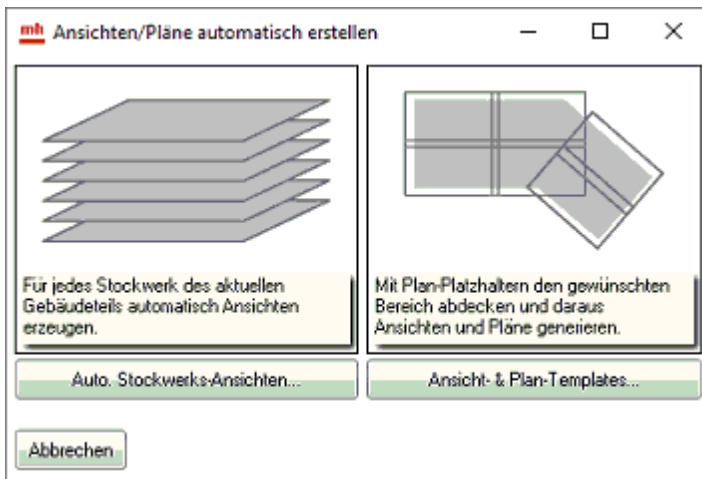 mh Ansichten/Pläne automatisch erstellen
Für jedes Stockwerk des aktuellen
Gebäudeteils automatisch Ansichten
erzeugen.
Mit Plan-Platzhaltern den gewünschten
Bereich abdecken und daraus
Ansichten und Pläne generieren.
Auto. Stockwerks-Ansichten...
Ansicht- & Plan-Templates...
Abbrechen